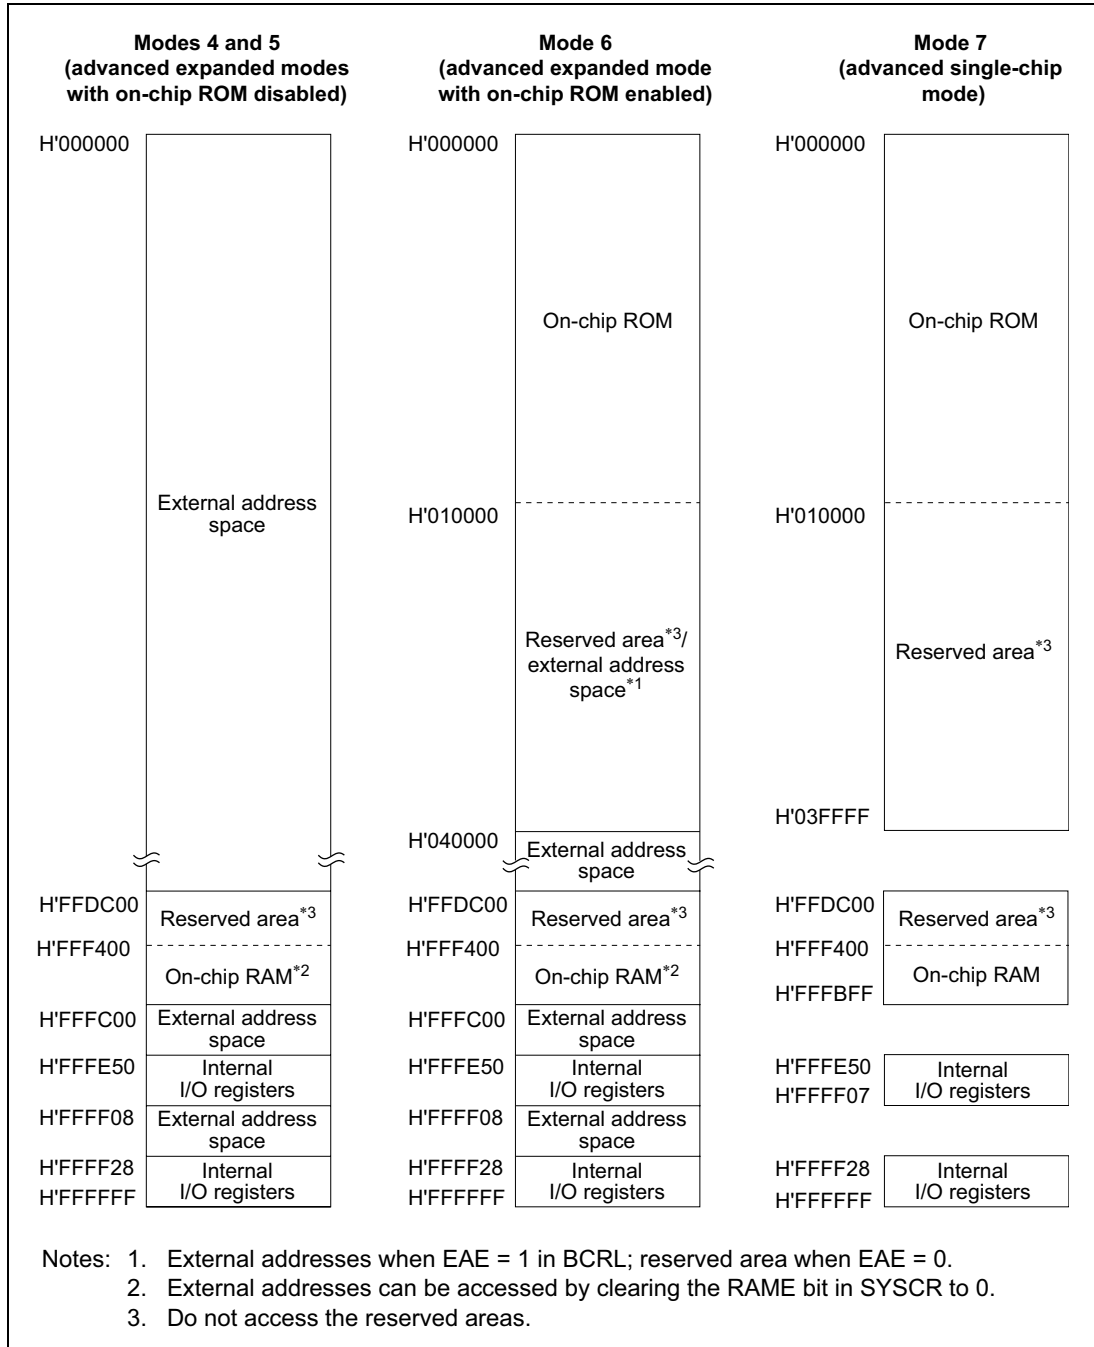 Modes 4 and 5
(advanced expanded modes
with on-chip ROM disabled)
H'000000
External address
space
H'FFDC00
Reserved area*3
H'FFF400
On-chip RAM*2
H'FFFC00
External address
space
H'FFFE50
Internal
I/O registers
H'FFFF08
External address
space
H'FFFF28
Internal
I/O registers
H'FFFFFF
Mode 6
(advanced expanded mode
with on-chip ROM enabled)
H'000000
On-chip ROM
H'010000
Reserved area*3/
external address
space*1
H'040000
External address
space
H'FFDC00
Reserved area*3
H'FFF400
On-chip RAM*2
H'FFFC00
External address
space
H'FFFE50
Internal
I/O registers
H'FFFF08
External address
space
H'FFFF28
Internal
I/O registers
H'FFFFFF
Mode 7
(advanced single-chip
mode)
H'000000
On-chip ROM
H'010000
Reserved area*3
H'03FFFF
H'FFDC00
Reserved area*3
H'FFF400
On-chip RAM
H'FFFBFF
H'FFFE50
Internal
I/O registers
H'FFFF07
H'FFFF28
Internal
I/O registers
H'FFFFFF
Notes: 1. External addresses when EAE = 1 in BCRL; reserved area when EAE = 0.
2. External addresses can be accessed by clearing the RAME bit in SYSCR to 0.
3. Do not access the reserved areas.